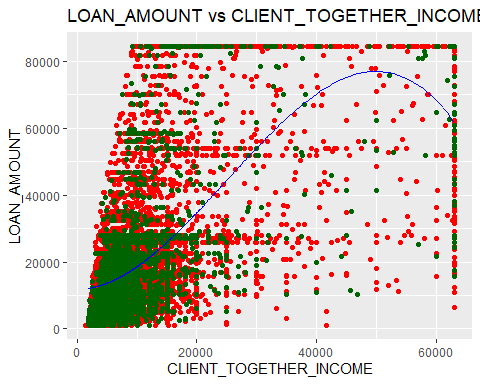 LOAN_AMOUNT vs CLIENT_TOGETHER_INCOME
80000
60000
40000
20000
0
LOAN_AMOUNT
0 20000 40000 60000
CLIENT_TOGETHER_INCOME